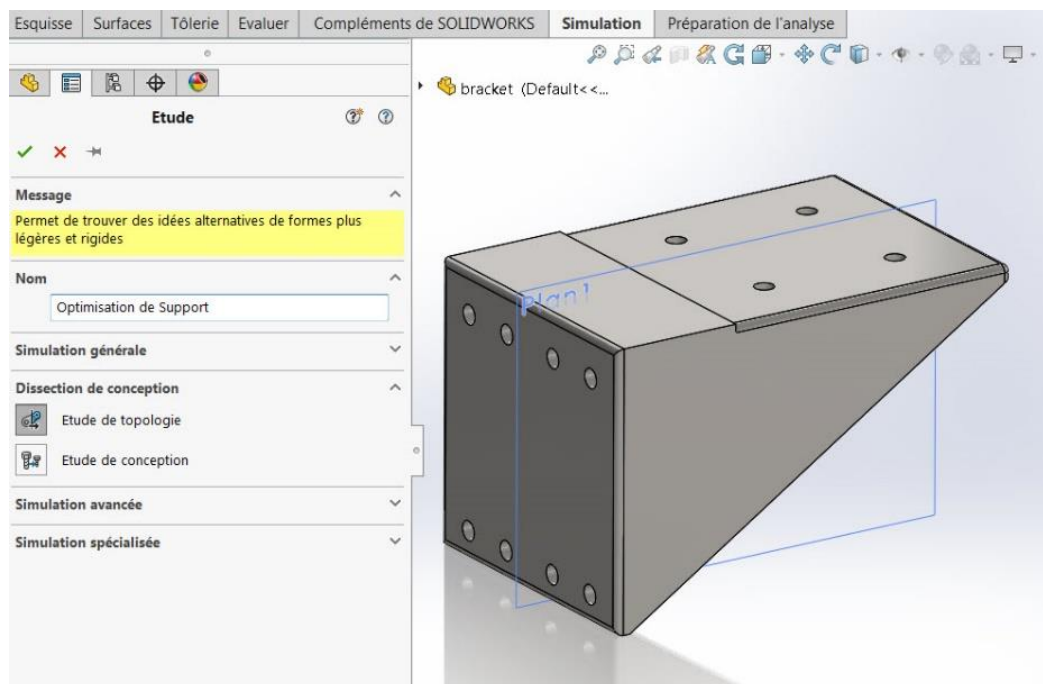 Esquisse Surfaces Tôlerie Evaluer Compléments de SOLIDWORKS Simulation Préparation de l'analyse
bracket (Default<<...
Etude
Message
Permet de trouver des idées alternatives de formes plus
légères et rigides
Nom
Optimisation de Support
Simulation générale
Dissection de conception
Etude de topologie
Etude de conception
Simulation avancée
Simulation spécialisée
Plan1